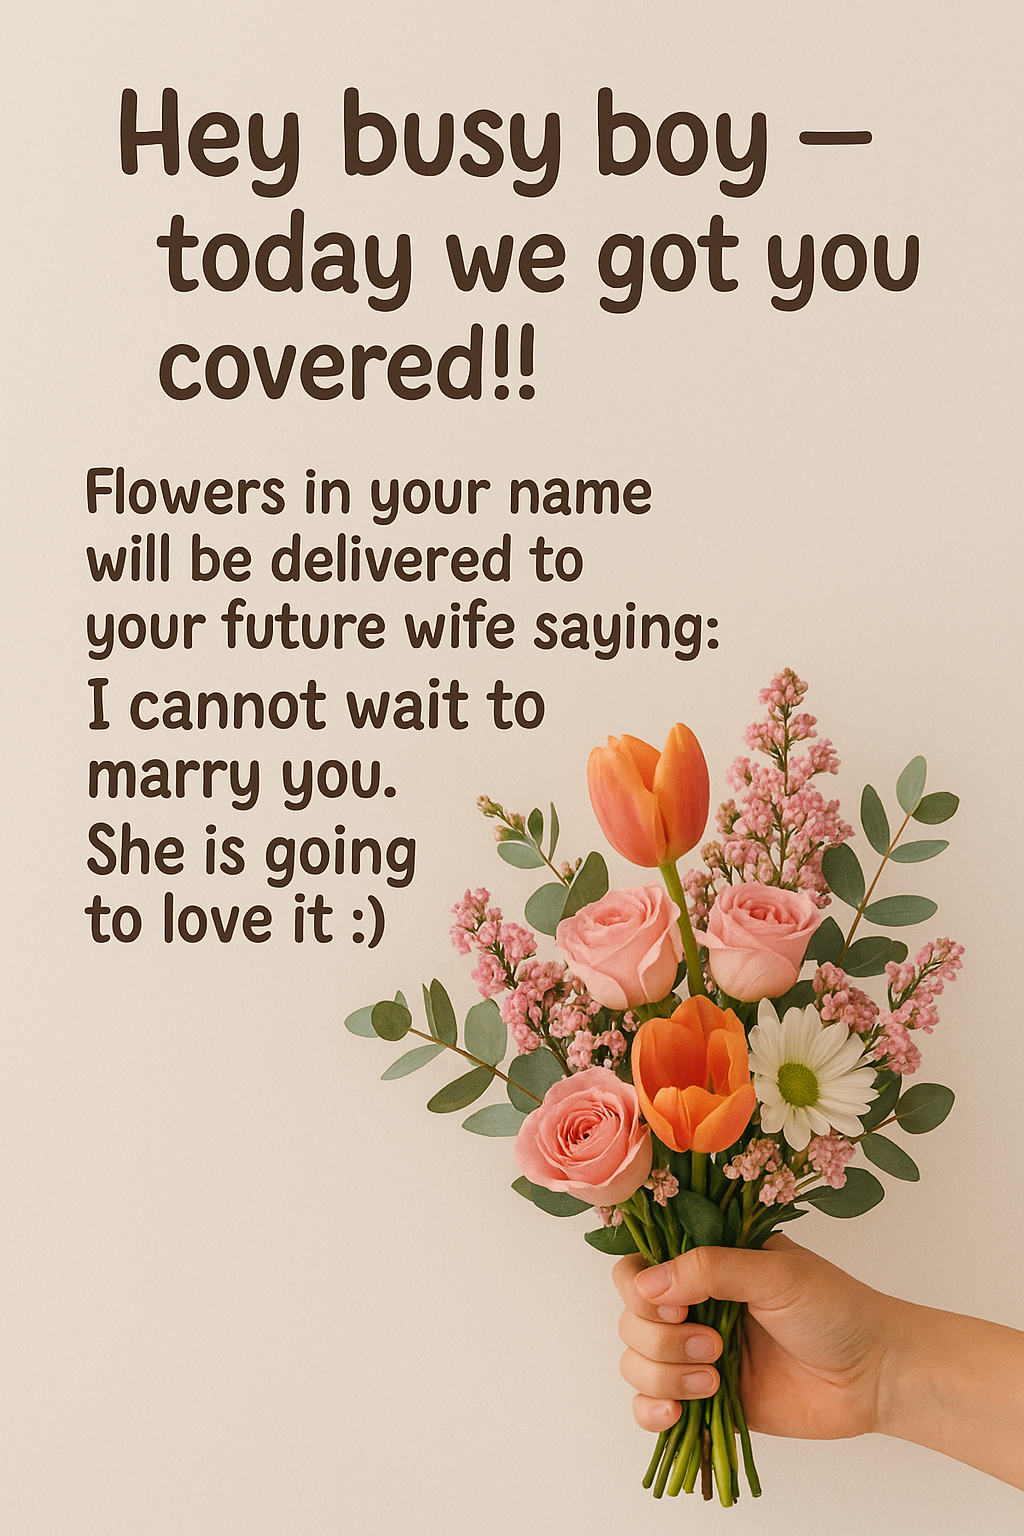 Hey busy boy –
today we got you
covered!!
Flowers in your name
will be delivered to
your future wife saying:
I cannot wait to
marry you.
She is going
to love it :)